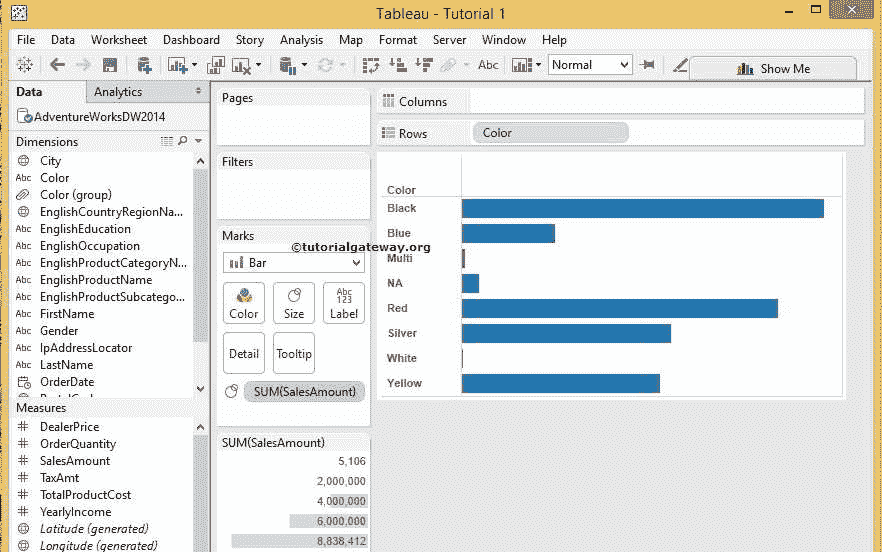 Tableau - Tutorial 1
File Data Worksheet Dashboard Story Analysis Map Format Server Window Help
Abc Normal Show Me
Data Analytics
AdventureWorksDW2014
Dimensions
City
Abc Color
Color (group)
EnglishCountryRegionNa...
Abc EnglishEducation
Abc EnglishOccupation
Abc EnglishProductCategoryN...
Abc EnglishProductName
Abc EnglishProductSubcatego...
Abc FirstName
Abc Gender
Abc IpAddressLocator
Abc LastName
OrderDate
Measures
# DealerPrice
# OrderQuantity
# SalesAmount
# TaxAmt
# TotalProductCost
# YearlyIncome
Latitude (generated)
Longitude (generated)
Pages
Filters
Marks
Bar
Color Size Abc 123 Label
Detail Tooltip
SUM(SalesAmount)
SUM(SalesAmount)
5,106
2,000,000
4,000,000
6,000,000
8,838,412
Columns
Rows Color
Color
Black
Blue
©tutorialgateway.org
Multi
NA
Red
Silver
White
Yellow